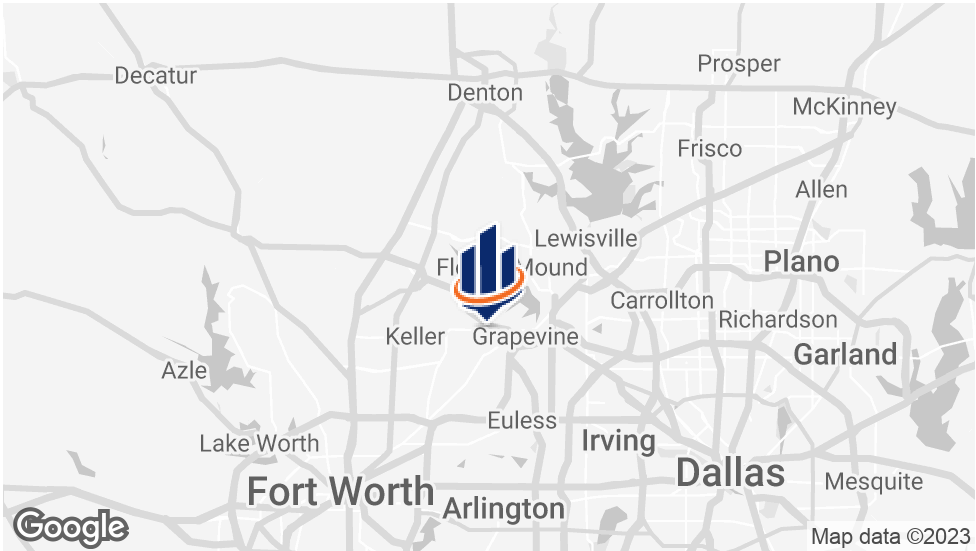 Prosper
Decatur
Denton
McKinney
Frisco
Allen
Lewisville
Plano
Mound
Carrollton
Richardson
Keller
Grapevine
Garland
Azle
Euless
Irving
Lake Worth
Dallas
Mesquite
Fort Worth
Arlington
Google
Map data ©2023